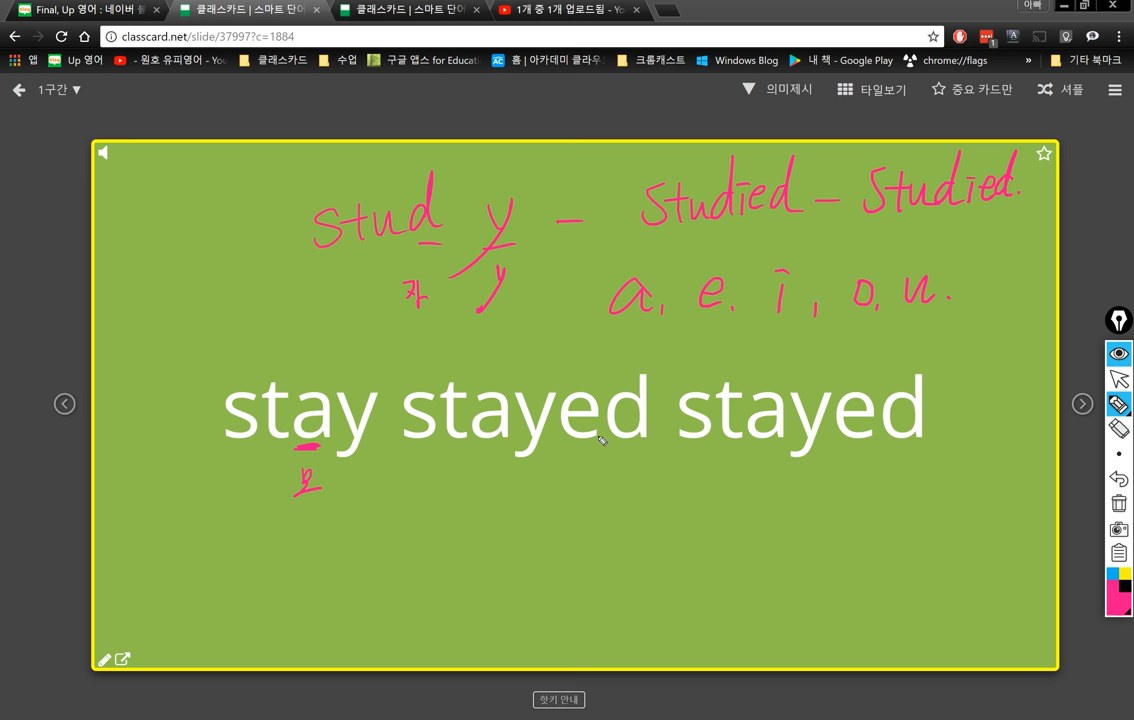 Final, Up 영어 : 네이버 블
클래스카드 | 스마트 단어
클래스카드 | 스마트 단어
1개 중 1개 업로드됨 - Yo
아빠
classcard.net/slide/37997?c=1884
앱 Up 영어 - 원호 유피영어 - You 클래스카드 수업 구글 앱스 for Educati 홈 | 아카데미 클라우 크롬캐스트 Windows Blog 내 책 - Google Play chrome://flags » 기타 북마크
1구간 ▼ ▼ 의미제시 타일보기 중요 카드만 셔플
study - studied - studied.
자 y a, e. i, o, u.
stay stayed stayed
모
핫키 안내